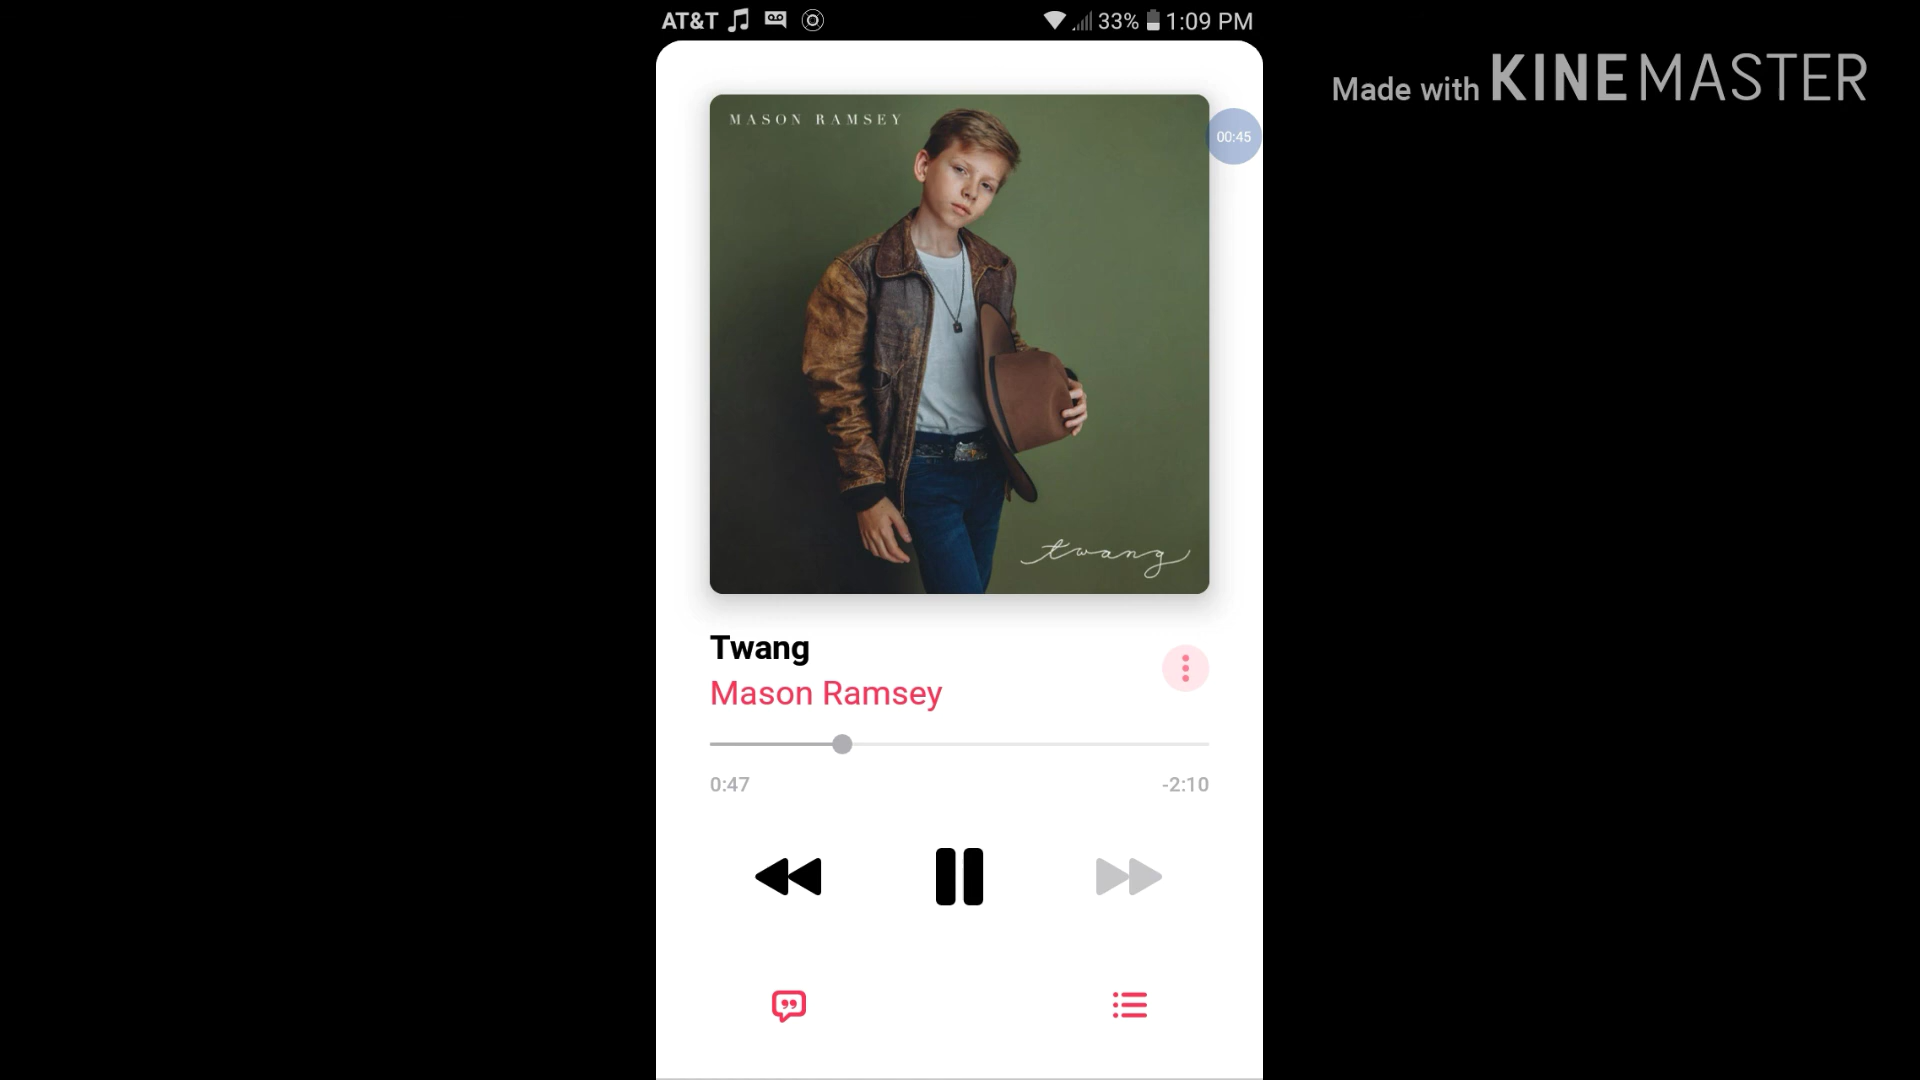 AT&T 33% 1:09 PM
Made with KINEMASTER
MASON RAMSEY
00:45
twang
Twang
Mason Ramsey
0:47 -2:10